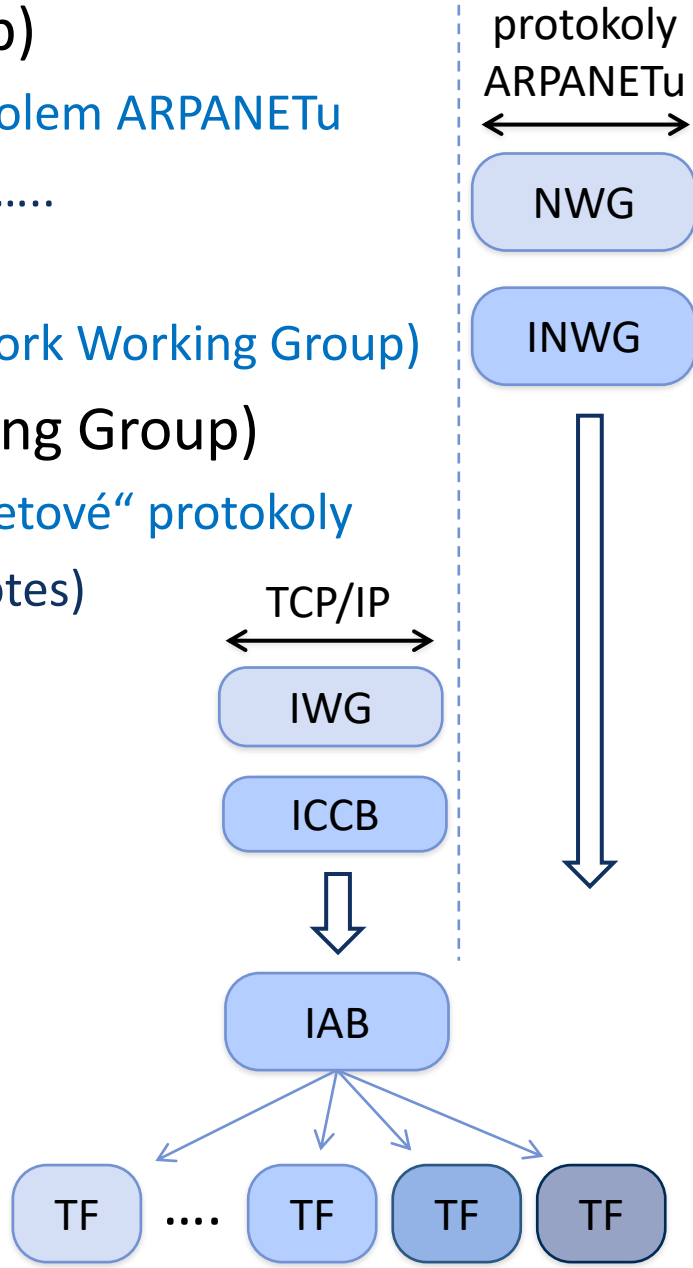 p)
protokoly
ARPANETu
olem ARPANETu
…..
NWG
ork Working Group)
INWG
ng Group)
etové“ protokoly
otes)
TCP/IP
IWG
ICCB
IAB
TF .... TF TF TF